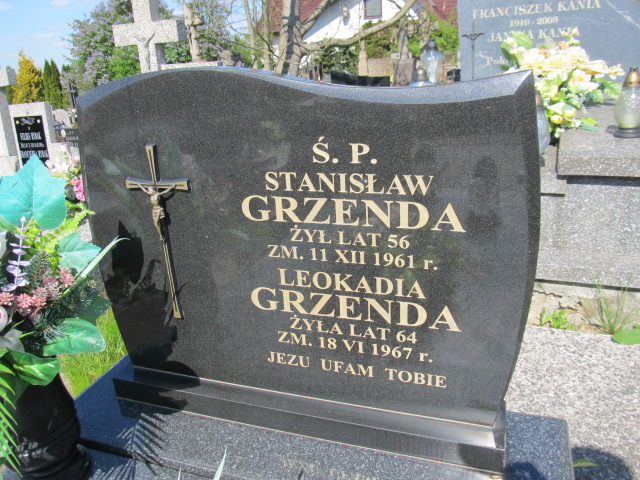 Ś. P.
STANISŁAW
GRZENDA
ŻYŁ LAT 56
ZM. 11 XII 1961 r.
LEOKADIA
GRZENDA
ŻYŁA LAT 64
ZM. 18 VI 1967 r.
JEZU UFAM TOBIE
FRANCISZEK KANIA
KANIA